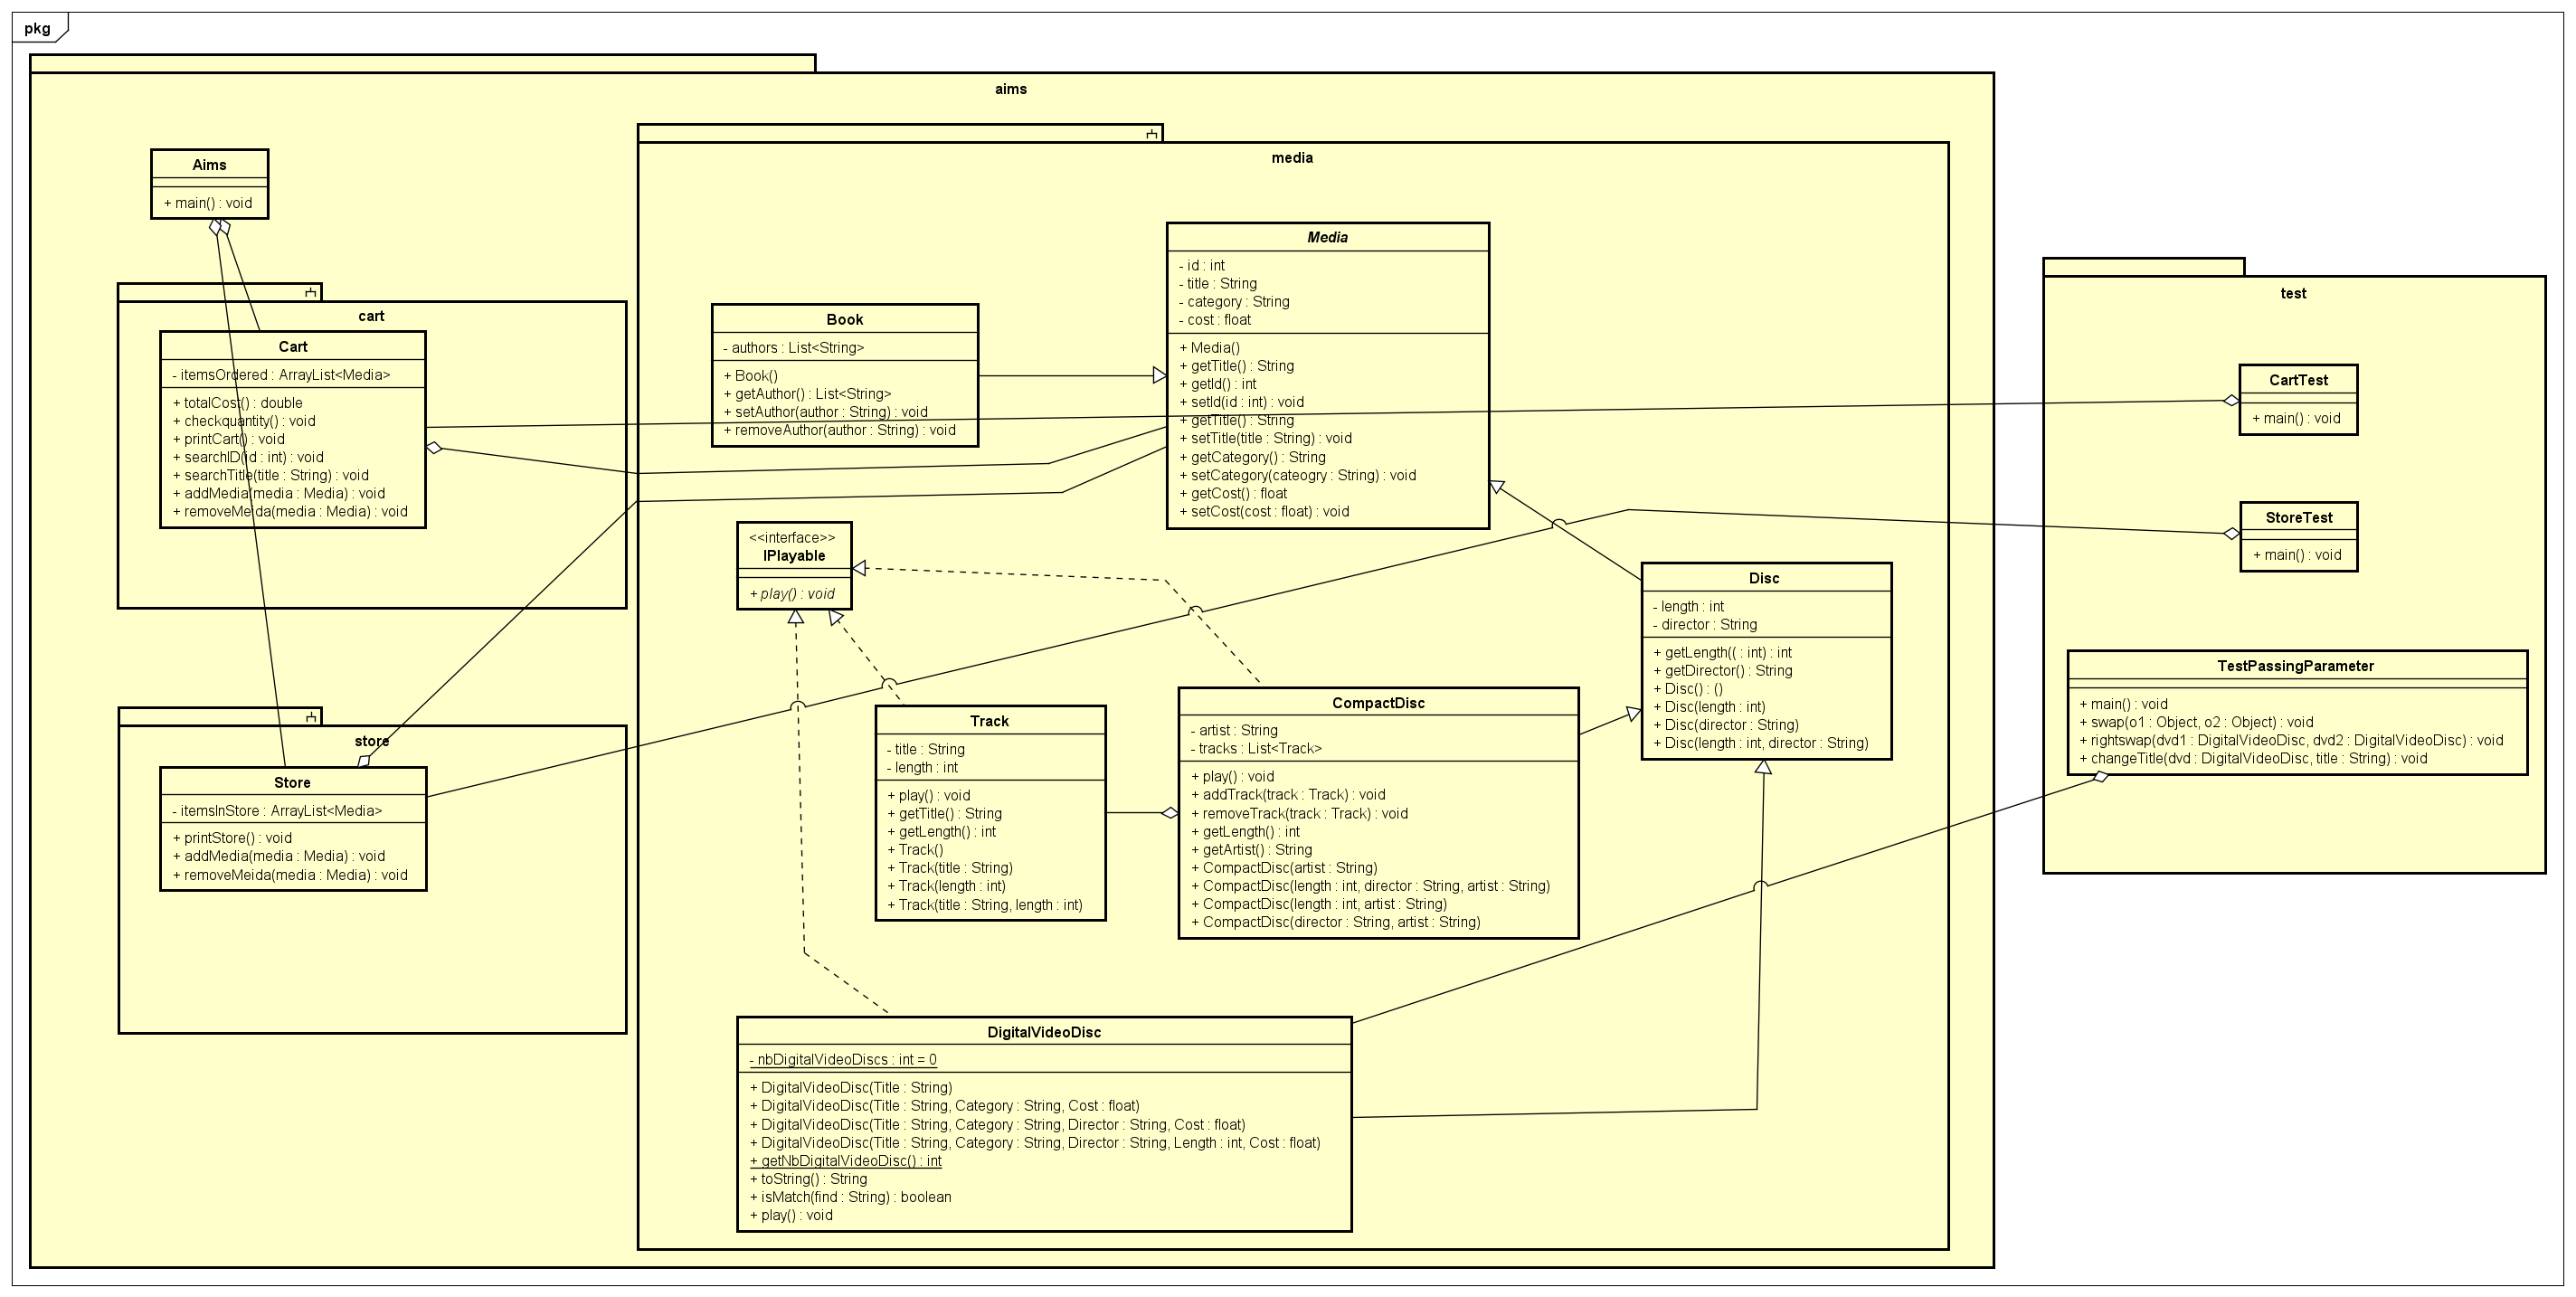 pkg
aims
Aims
+ main() : void
cart
Cart
- itemsOrdered : ArrayList<Media>
+ totalCost() : double
+ checkquantity() : void
+ printCart() : void
+ searchID(id : int) : void
+ searchTitle(title : String) : void
+ addMedia(media : Media) : void
+ removeMeida(media : Media) : void
store
Store
- itemsInStore : ArrayList<Media>
+ printStore() : void
+ addMedia(media : Media) : void
+ removeMeida(media : Media) : void
media
Book
- authors : List<String>
+ Book()
+ getAuthor() : List<String>
+ setAuthor(author : String) : void
+ removeAuthor(author : String) : void
Media
- id : int
- title : String
- category : String
- cost : float
+ Media()
+ getTitle() : String
+ getId() : int
+ setId(id : int) : void
+ getTitle() : String
+ setTitle(title : String) : void
+ getCategory() : String
+ setCategory(cateogry : String) : void
+ getCost() : float
+ setCost(cost : float) : void
<<interface>>
IPlayable
+ play() : void
Disc
- length : int
- director : String
+ getLength(( : int) : int
+ getDirector() : String
+ Disc() : ()
+ Disc(length : int)
+ Disc(director : String)
+ Disc(length : int, director : String)
Track
- title : String
- length : int
+ play() : void
+ getTitle() : String
+ getLength() : int
+ Track()
+ Track(title : String)
+ Track(length : int)
+ Track(title : String, length : int)
CompactDisc
- artist : String
- tracks : List<Track>
+ play() : void
+ addTrack(track : Track) : void
+ removeTrack(track : Track) : void
+ getLength() : int
+ getArtist() : String
+ CompactDisc(artist : String)
+ CompactDisc(length : int, director : String, artist : String)
+ CompactDisc(length : int, artist : String)
+ CompactDisc(director : String, artist : String)
DigitalVideoDisc
- nbDigitalVideoDiscs : int = 0
+ DigitalVideoDisc(Title : String)
+ DigitalVideoDisc(Title : String, Category : String, Cost : float)
+ DigitalVideoDisc(Title : String, Category : String, Director : String, Cost : float)
+ DigitalVideoDisc(Title : String, Category : String, Director : String, Length : int, Cost : float)
+ getNbDigitalVideoDisc() : int
+ toString() : String
+ isMatch(find : String) : boolean
+ play() : void
test
CartTest
+ main() : void
StoreTest
+ main() : void
TestPassingParameter
+ main() : void
+ swap(o1 : Object, o2 : Object) : void
+ rightswap(dvd1 : DigitalVideoDisc, dvd2 : DigitalVideoDisc) : void
+ changeTitle(dvd : DigitalVideoDisc, title : String) : void